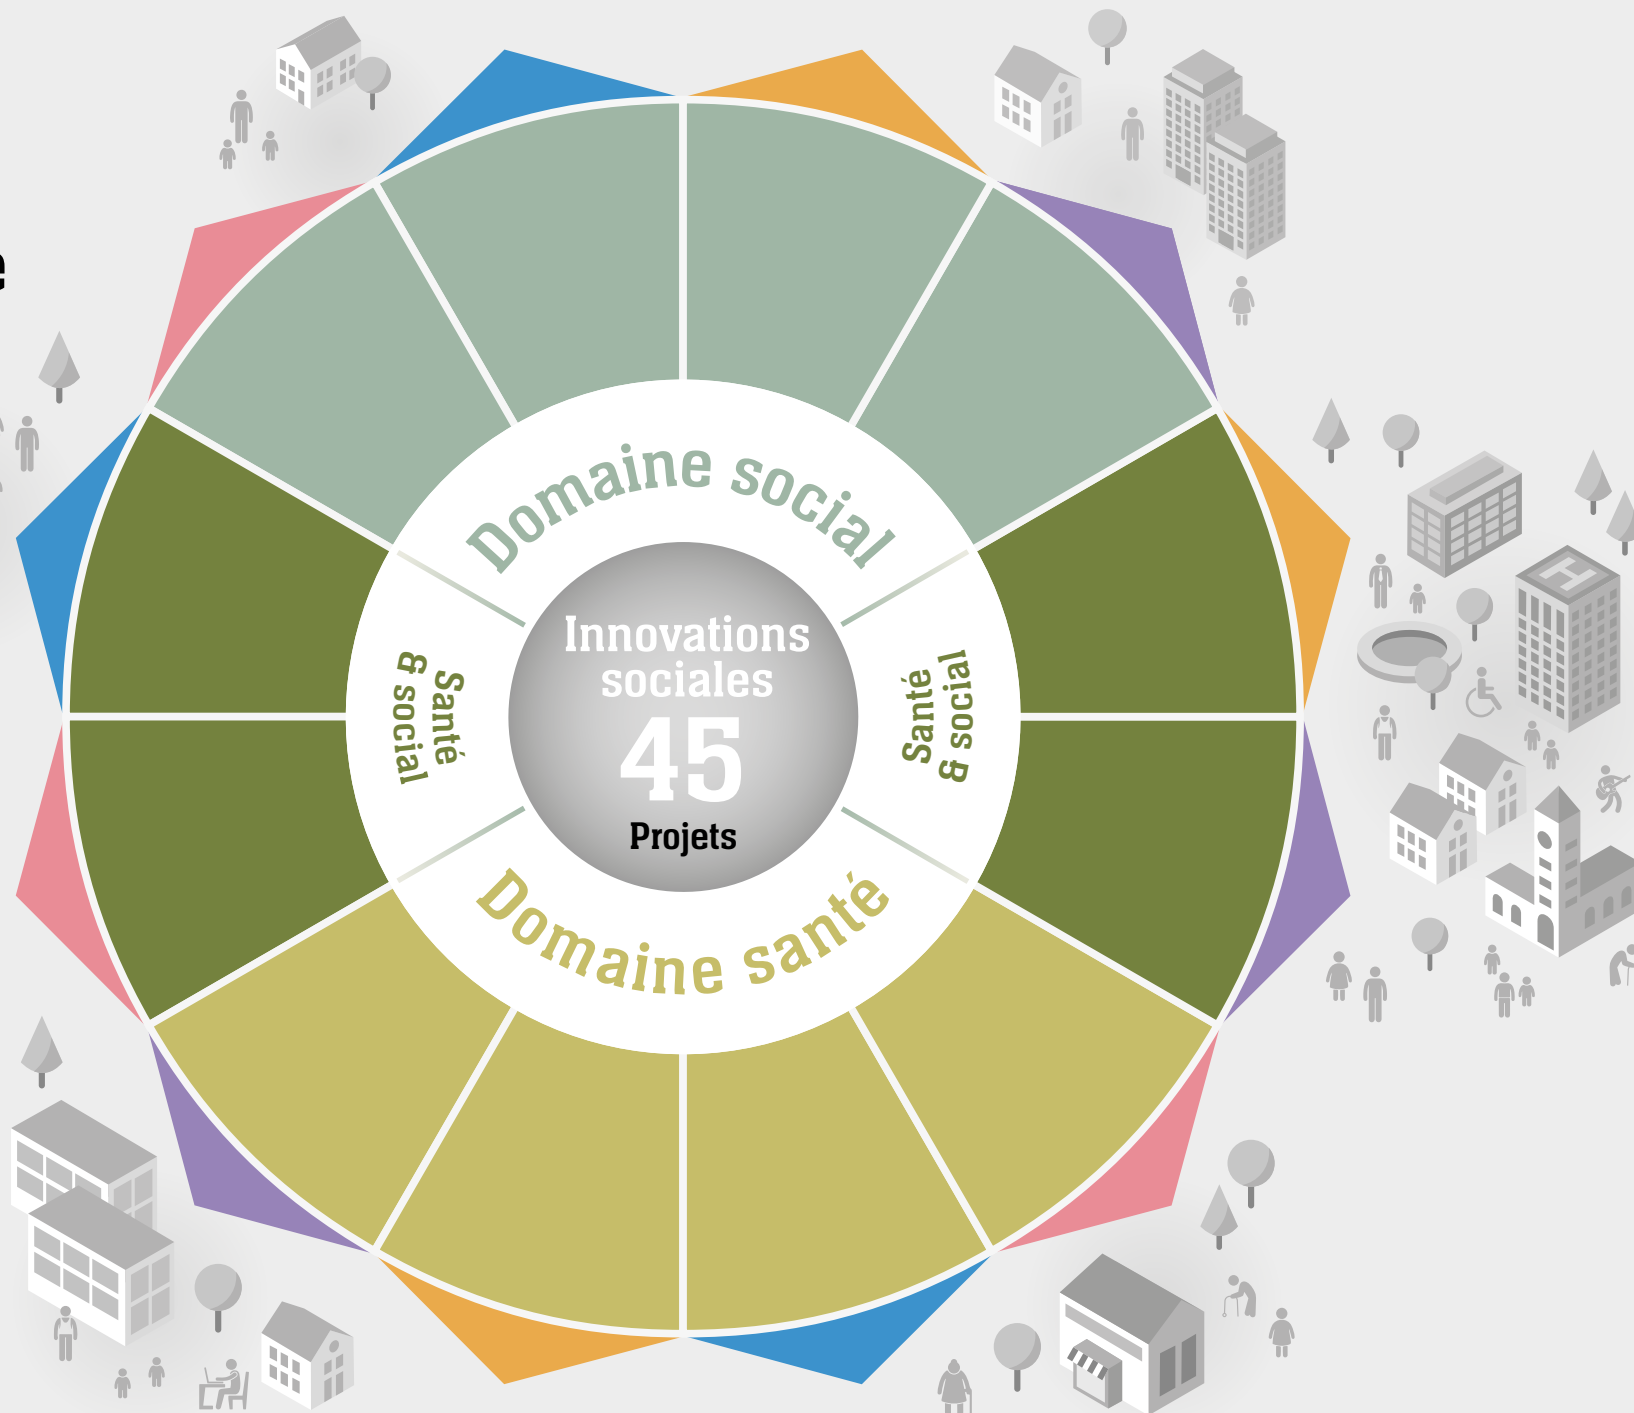 e
Domaine social
Innovations
sociales
45
Projets
Santé
& social
Santé
& social
Domaine santé